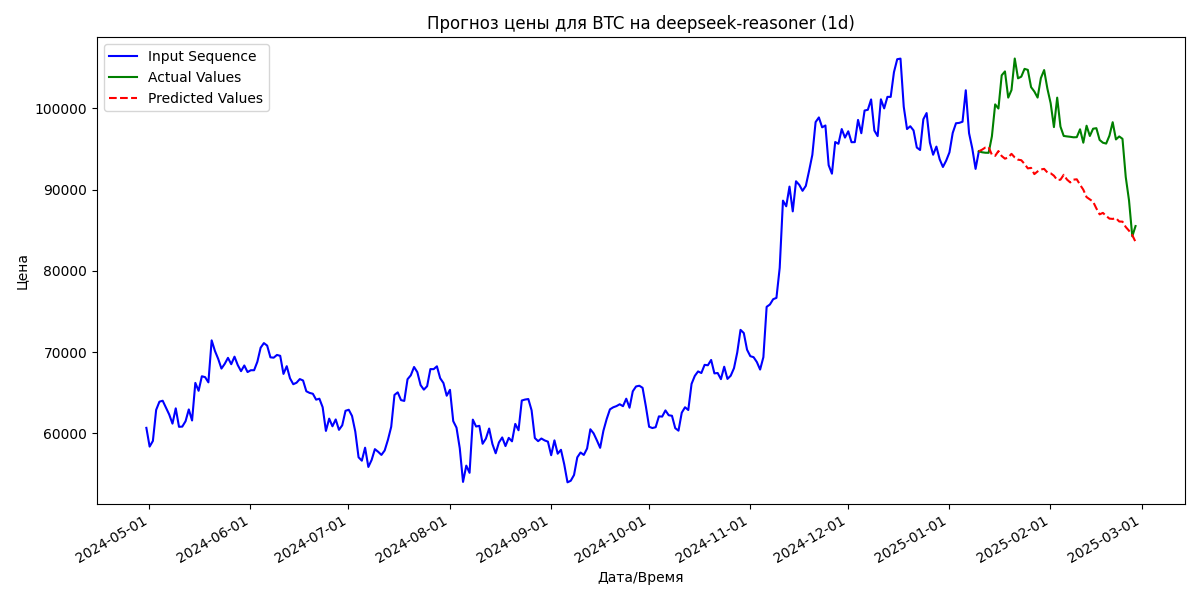 Прогноз цены для BTC на deepseek-reasoner (1d)
Input Sequence
Actual Values
Predicted Values
Цена
100000
90000
80000
70000
60000
2024-05-01
2024-06-01
2024-07-01
2024-08-01
2024-09-01
2024-10-01
2024-11-01
2024-12-01
2025-01-01
2025-02-01
2025-03-01
Дата/Время